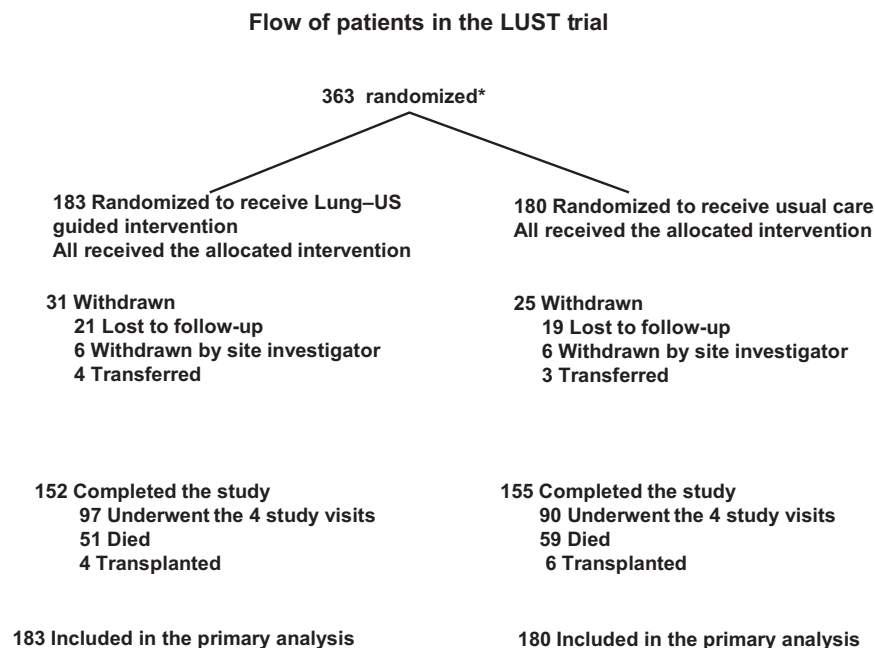 Flow of patients in the LUST trial
363 randomized*
183 Randomized to receive Lung–US
guided intervention
All received the allocated intervention
180 Randomized to receive usual care
All received the allocated intervention
31 Withdrawn
21 Lost to follow-up
6 Withdrawn by site investigator
4 Transferred
25 Withdrawn
19 Lost to follow-up
6 Withdrawn by site investigator
3 Transferred
152 Completed the study
97 Underwent the 4 study visits
51 Died
4 Transplanted
155 Completed the study
90 Underwent the 4 study visits
59 Died
6 Transplanted
183 Included in the primary analysis
180 Included in the primary analysis